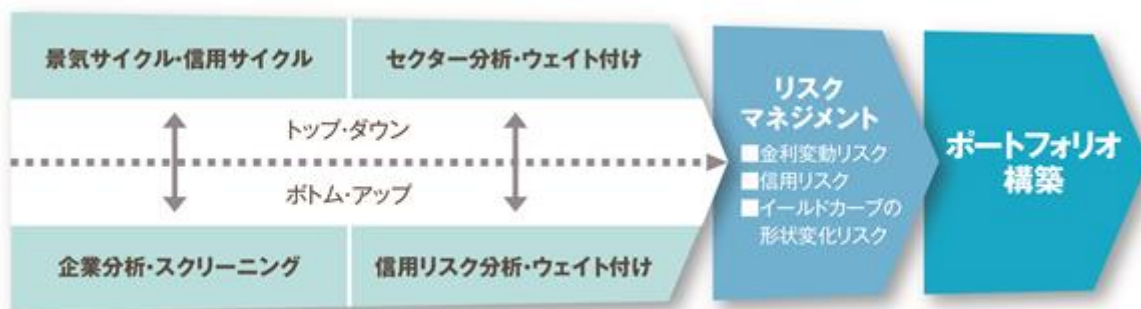 景気サイクル・信用サイクル
セクター分析・ウェイト付け
トップ・ダウン
ボトム・アップ
企業分析・スクリーニング
信用リスク分析・ウェイト付け
リスク
マネジメント
■金利変動リスク
■信用リスク
■イールドカーブの
形状変化リスク
ポートフォリオ
構築